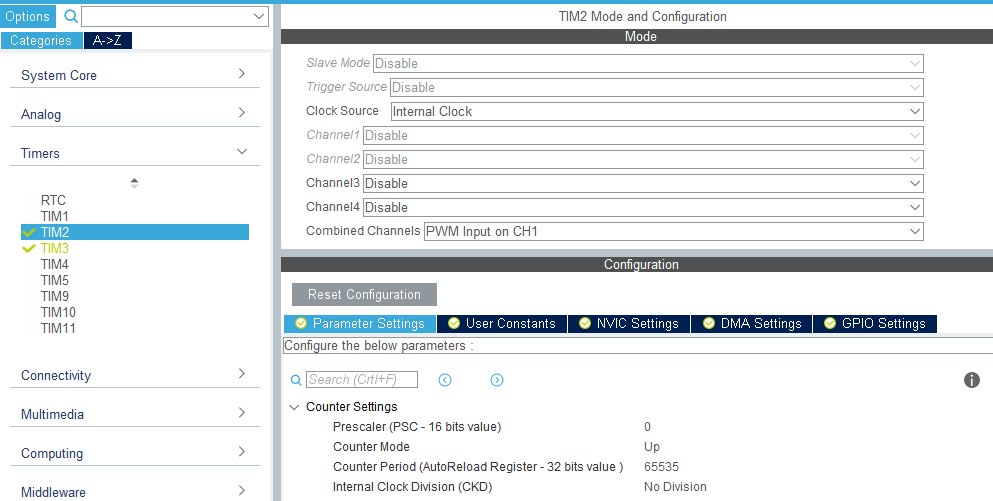 Options
Categories A->Z
System Core
Analog
Timers
RTC
TIM1
TIM2
TIM3
TIM4
TIM5
TIM9
TIM10
TIM11
Connectivity
Multimedia
Computing
Middleware
TIM2 Mode and Configuration
Mode
Slave Mode Disable
Trigger Source Disable
Clock Source Internal Clock
Channel1 Disable
Channel2 Disable
Channel3 Disable
Channel4 Disable
Combined Channels PWM Input on CH1
Configuration
Reset Configuration
Parameter Settings User Constants NVIC Settings DMA Settings GPIO Settings
Configure the below parameters :
Search (CrtI+F)
Counter Settings
Prescaler (PSC - 16 bits value) 0
Counter Mode Up
Counter Period (AutoReload Register - 32 bits value ) 65535
Internal Clock Division (CKD) No Division